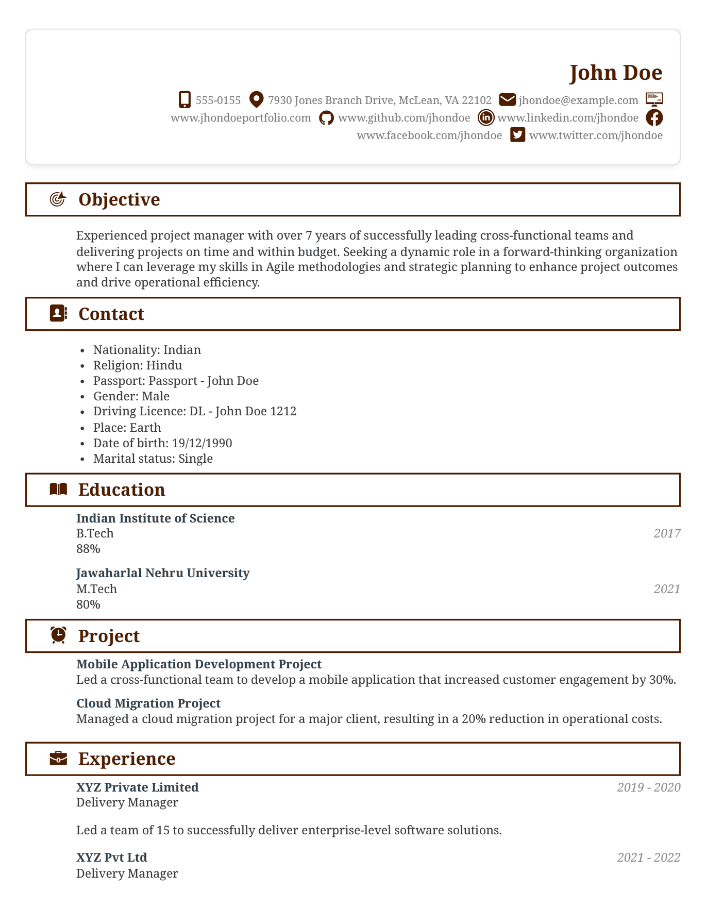 John Doe
555-0155 7930 Jones Branch Drive, McLean, VA 22102 jhondoe@example.com
www.jhondoeportfolio.com www.github.com/jhondoe www.linkedin.com/jhondoe
www.facebook.com/jhondoe www.twitter.com/jhondoe
Objective
Experienced project manager with over 7 years of successfully leading cross-functional teams and
delivering projects on time and within budget. Seeking a dynamic role in a forward-thinking organization
where I can leverage my skills in Agile methodologies and strategic planning to enhance project outcomes
and drive operational efficiency.
Contact
• Nationality: Indian
• Religion: Hindu
• Passport: Passport - John Doe
• Gender: Male
• Driving Licence: DL - John Doe 1212
• Place: Earth
• Date of birth: 19/12/1990
• Marital status: Single
Education
Indian Institute of Science
B.Tech 2017
88%
Jawaharlal Nehru University
M.Tech 2021
80%
Project
Mobile Application Development Project
Led a cross-functional team to develop a mobile application that increased customer engagement by 30%.
Cloud Migration Project
Managed a cloud migration project for a major client, resulting in a 20% reduction in operational costs.
Experience
XYZ Private Limited 2019 - 2020
Delivery Manager
Led a team of 15 to successfully deliver enterprise-level software solutions.
XYZ Pvt Ltd 2021 - 2022
Delivery Manager